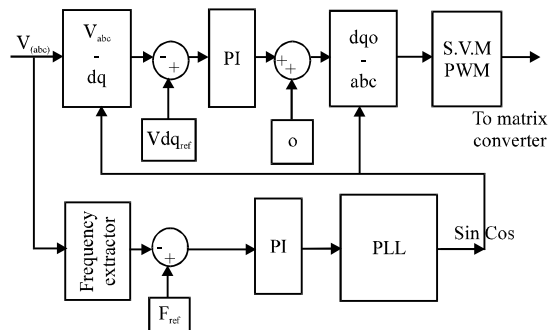 V(abc)
Vabc
-
dq
-
+
PI
+
+
dqo
-
abc
S.V.M
PWM
Vdqref
o
To matrix
converter
Frequency
extractor
-
+
PI
PLL
Sin Cos
Fref